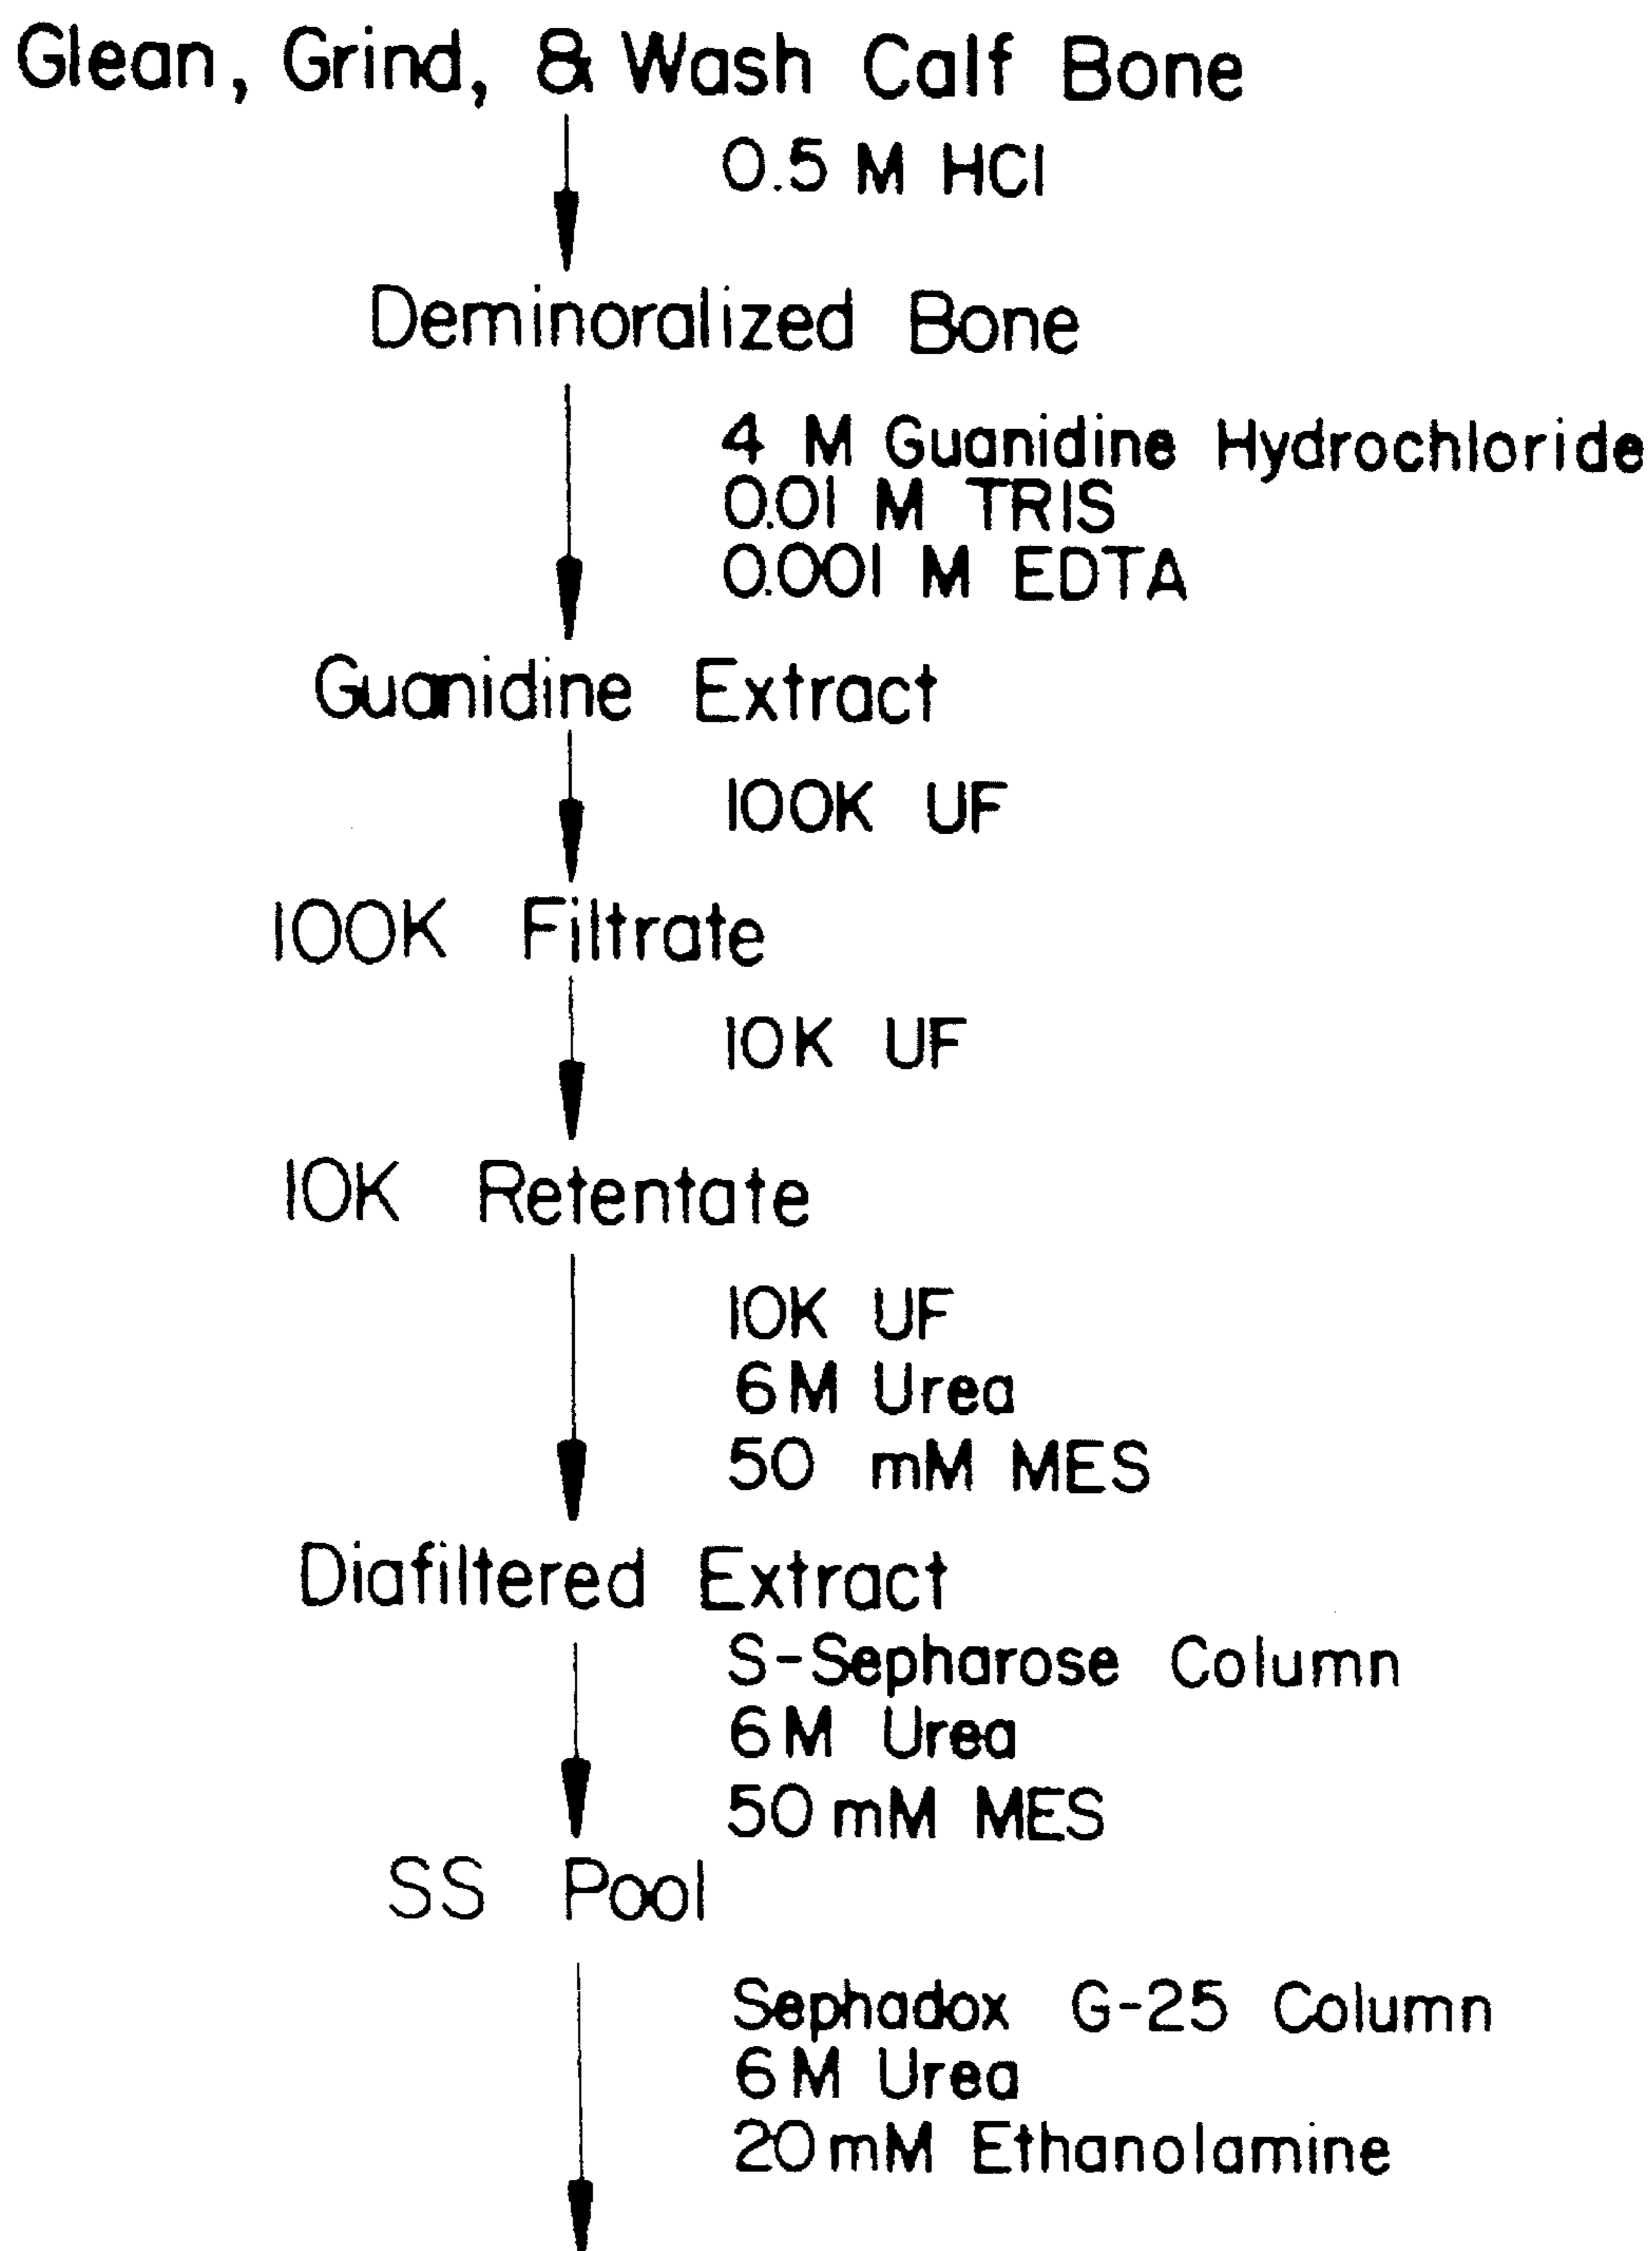 Glean, Grind, & Wash Calf Bone
0.5 M HCl
Deminoralized Bone
4 M Guanidine Hydrochloride
0.01 M TRIS
0.001 M EDTA
Guanidine Extract
100K UF
100K Filtrate
10K UF
10K Retentate
10K UF
6M Urea
50 mM MES
Diafiltered Extract
S-Sepharose Column
6M Urea
50 mM MES
SS Pool
Sephadox G-25 Column
6M Urea
20mM Ethanolamine